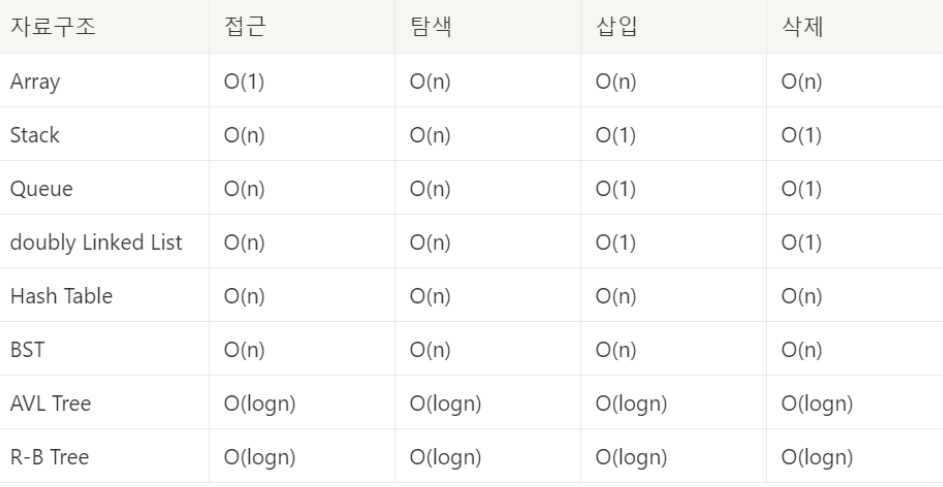 자료구조 접근 탐색 삽입 삭제
Array O(1) O(n) O(n) O(n)
Stack O(n) O(n) O(1) O(1)
Queue O(n) O(n) O(1) O(1)
doubly Linked List O(n) O(n) O(1) O(1)
Hash Table O(n) O(n) O(n) O(n)
BST O(n) O(n) O(n) O(n)
AVL Tree O(logn) O(logn) O(logn) O(logn)
R-B Tree O(logn) O(logn) O(logn) O(logn)